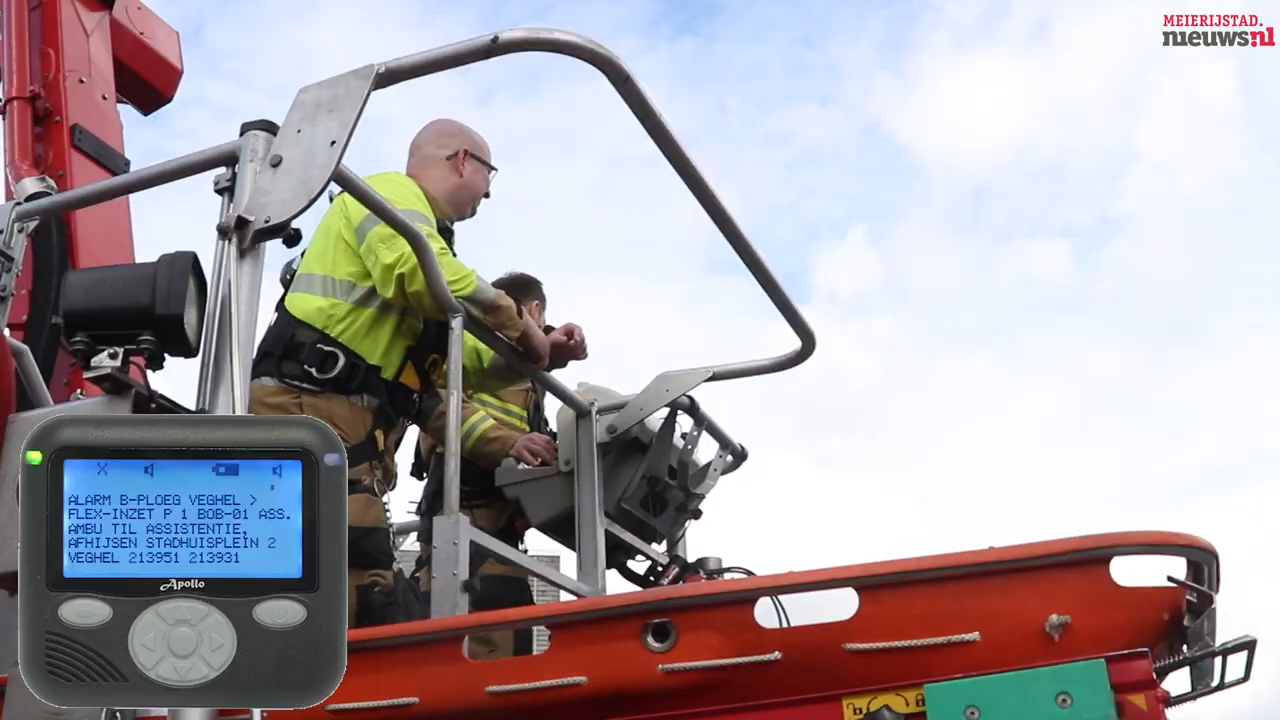 MEIERIJSTAD.
nieuws.nl
ALARM B-PLOEG VEGHEL >
FLEX-INZET P 1 BOB-01 ASS.
AMBU TIL ASSISTENTIE,
AFHIJSEN STADHUISPLEIN 2
VEGHEL 213951 213931
Apollo